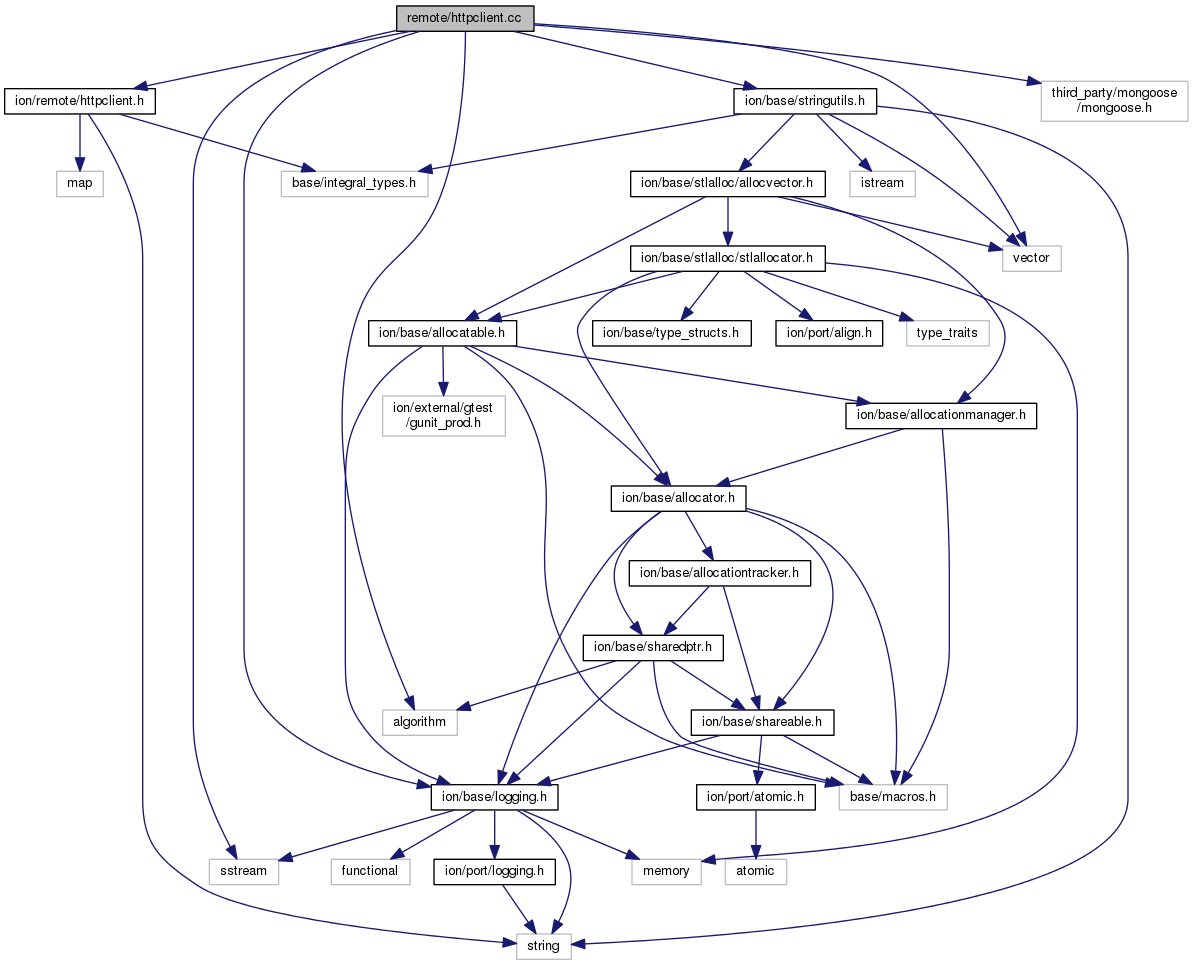 remote/httpclient.cc
ion/remote/httpclient.h
ion/base/stringutils.h
third_party/mongoose
/mongoose.h
map
base/integral_types.h
ion/base/stlalloc/allocvector.h
istream
ion/base/stlalloc/stlallocator.h
vector
ion/base/allocatable.h
ion/base/type_structs.h
ion/port/align.h
type_traits
ion/external/gtest
/gunit_prod.h
ion/base/allocationmanager.h
ion/base/allocator.h
ion/base/allocationtracker.h
ion/base/sharedptr.h
algorithm
ion/base/shareable.h
ion/base/logging.h
ion/port/atomic.h
base/macros.h
sstream
functional
ion/port/logging.h
memory
atomic
string